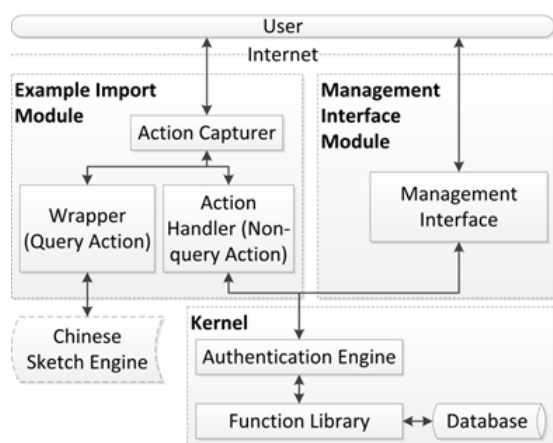 User
Internet
Example Import
Module
Management
Interface
Module
Action Capturer
Wrapper
(Query Action)
Action
Handler (Non-
query Action)
Management
Interface
Chinese
Sketch Engine
Kernel
Authentication Engine
Function Library
Database